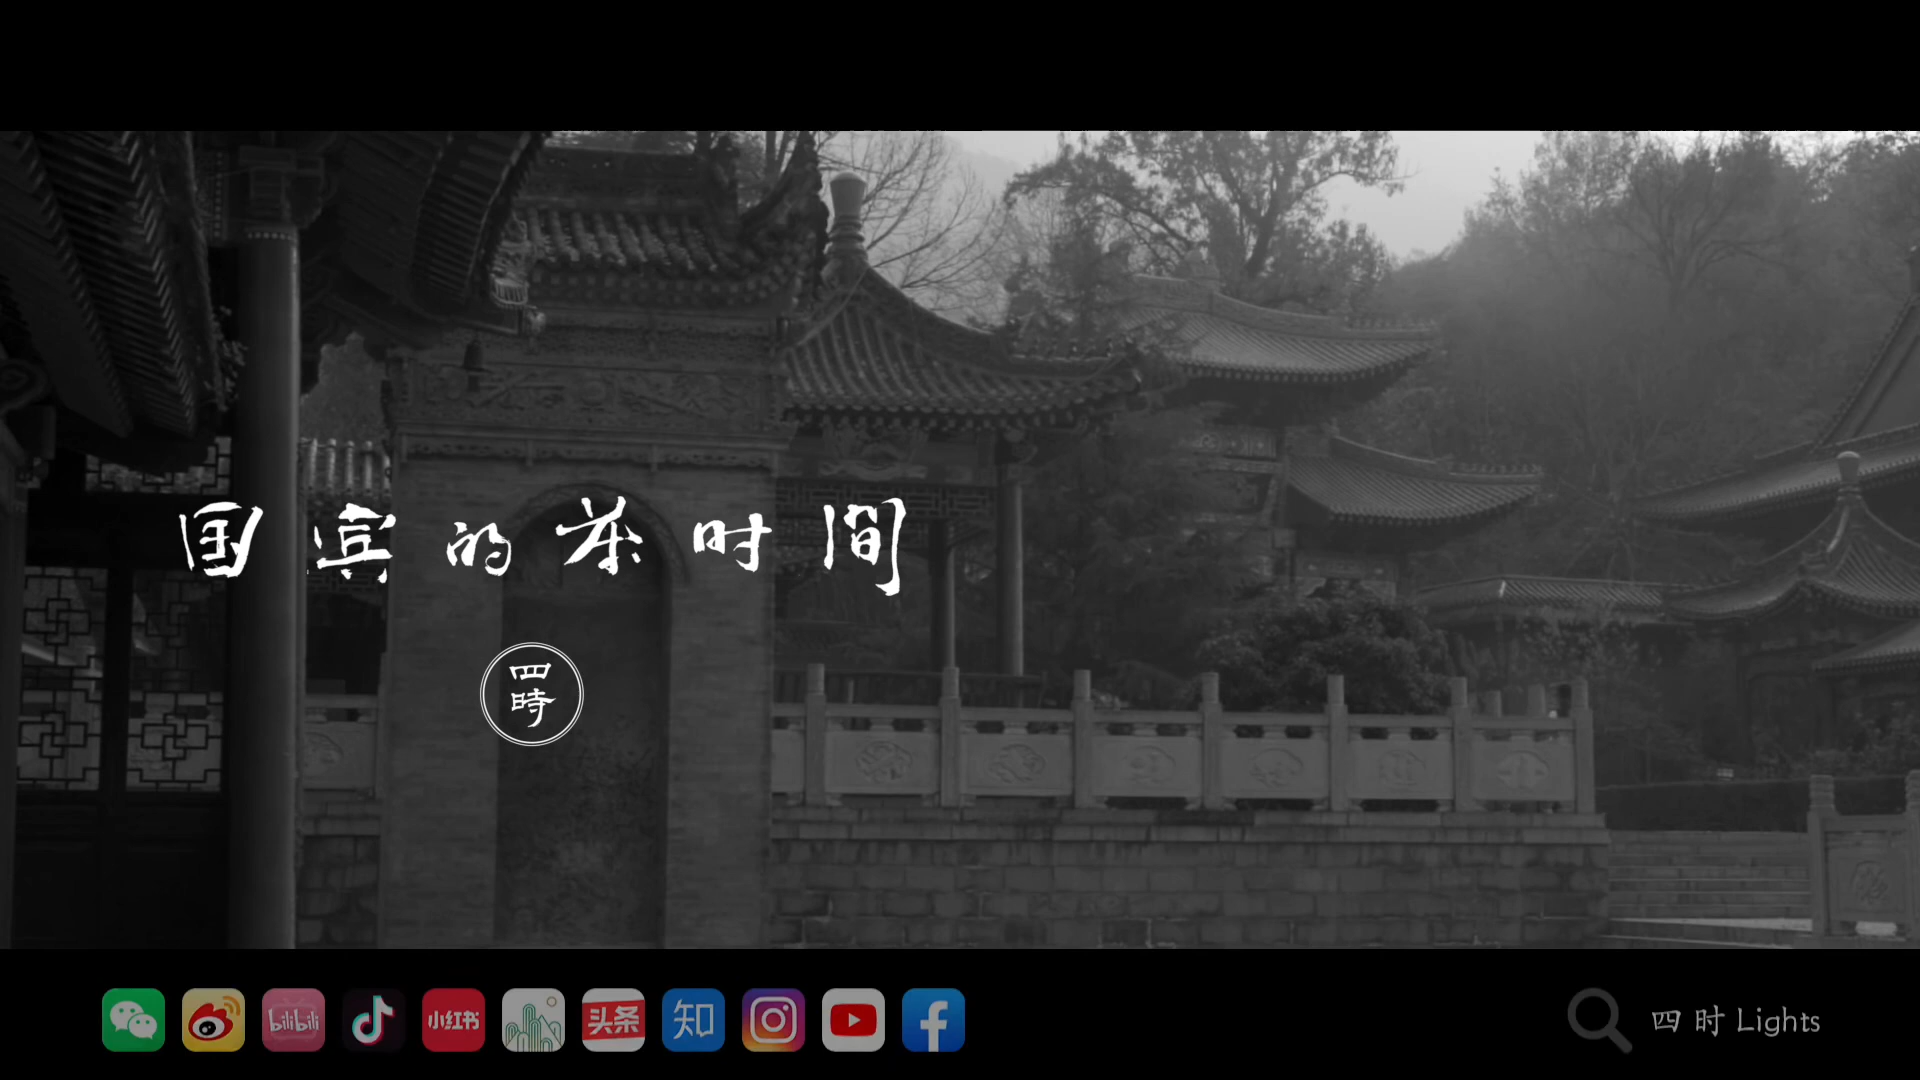 国宾的茶时间
四
時
bilibili
小红书
头条
知
四时 Lights